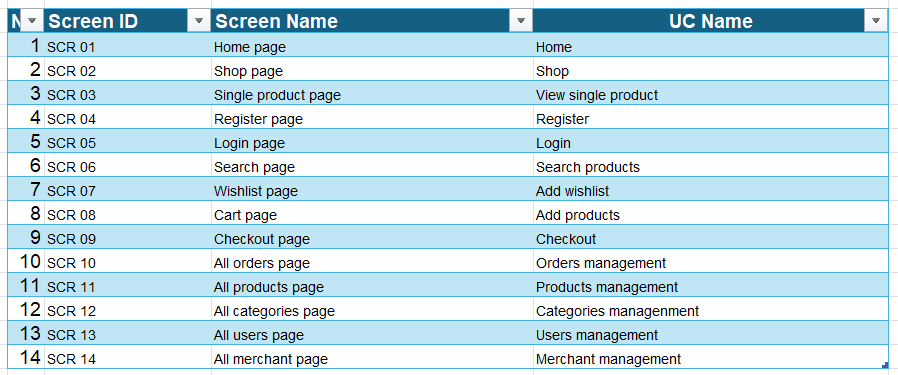 N Screen ID Screen Name UC Name
1 SCR 01 Home page Home
2 SCR 02 Shop page Shop
3 SCR 03 Single product page View single product
4 SCR 04 Register page Register
5 SCR 05 Login page Login
6 SCR 06 Search page Search products
7 SCR 07 Wishlist page Add wishlist
8 SCR 08 Cart page Add products
9 SCR 09 Checkout page Checkout
10 SCR 10 All orders page Orders management
11 SCR 11 All products page Products management
12 SCR 12 All categories page Categories managenment
13 SCR 13 All users page Users management
14 SCR 14 All merchant page Merchant management